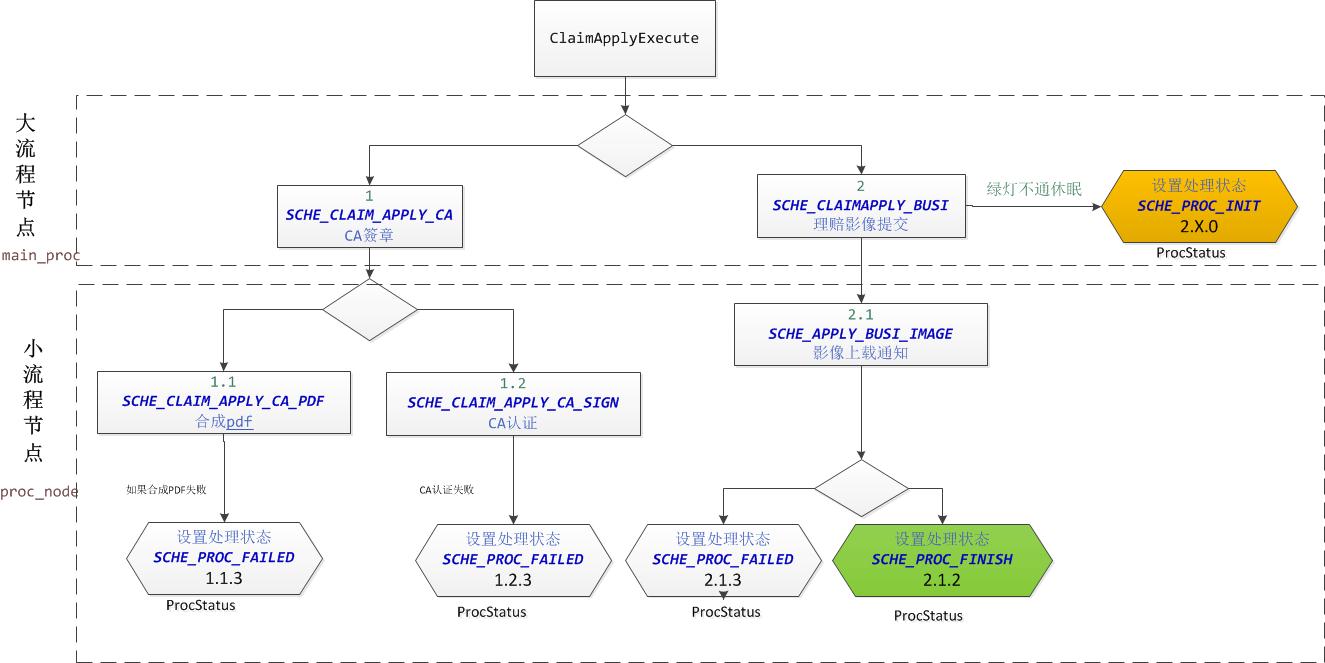 ClaimApplyExecute
大流程节点
main_proc
1
SCHE_CLAIM_APPLY_CA
CA签章
2
SCHE_CLAIMAPPLY_BUSI
理赔影像提交
绿灯不通休眠
设置处理状态
SCHE_PROC_INIT
2.X.0
ProcStatus
小流程节点
proc_node
1.1
SCHE_CLAIM_APPLY_CA_PDF
合成pdf
1.2
SCHE_CLAIM_APPLY_CA_SIGN
CA认证
2.1
SCHE_APPLY_BUSI_IMAGE
影像上载通知
如果合成PDF失败
CA认证失败
设置处理状态
SCHE_PROC_FAILED
1.1.3
ProcStatus
设置处理状态
SCHE_PROC_FAILED
1.2.3
ProcStatus
设置处理状态
SCHE_PROC_FAILED
2.1.3
ProcStatus
设置处理状态
SCHE_PROC_FINISH
2.1.2
ProcStatus